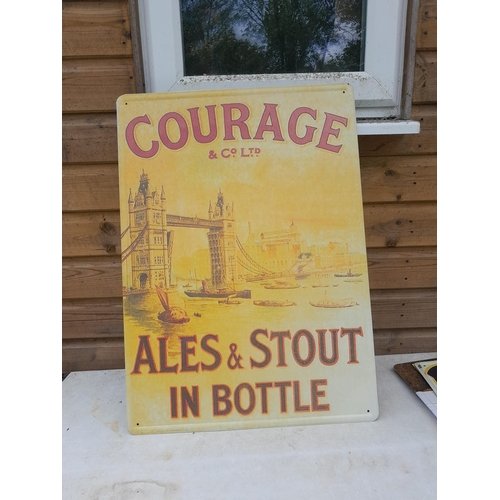 COURAGE
& Co. LTD
ALES & STOUT
IN BOTTLE